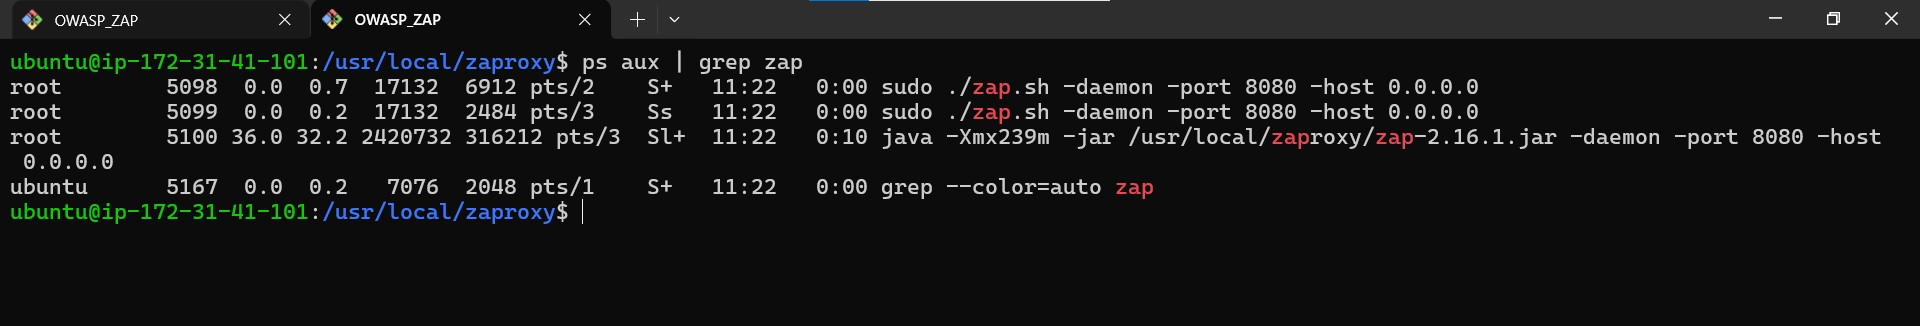 OWASP_ZAP
OWASP_ZAP
ubuntu@ip-172-31-41-101:/usr/local/zaproxy$ ps aux | grep zap
root        5098  0.0  0.7  17132  6912 pts/2    S+   11:22   0:00 sudo ./zap.sh -daemon -port 8080 -host 0.0.0.0
root        5099  0.0  0.2  17132  2484 pts/3    Ss   11:22   0:00 sudo ./zap.sh -daemon -port 8080 -host 0.0.0.0
root        5100 36.0 32.2 2420732 316212 pts/3  Sl+  11:22   0:10 java -Xmx239m -jar /usr/local/zaproxy/zap-2.16.1.jar -daemon -port 8080 -host
 0.0.0.0
ubuntu      5167  0.0  0.2   7076  2048 pts/1    S+   11:22   0:00 grep --color=auto zap
ubuntu@ip-172-31-41-101:/usr/local/zaproxy$